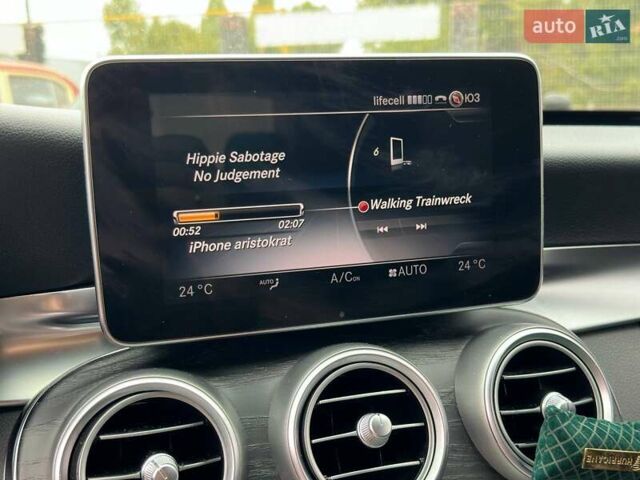 auto RIA.com
lifecell 103
Hippie Sabotage
No Judgement
6
Walking Trainwreck
00:52 02:07
iPhone aristokrat
24 °C AUTO A/C ON AUTO 24 °C